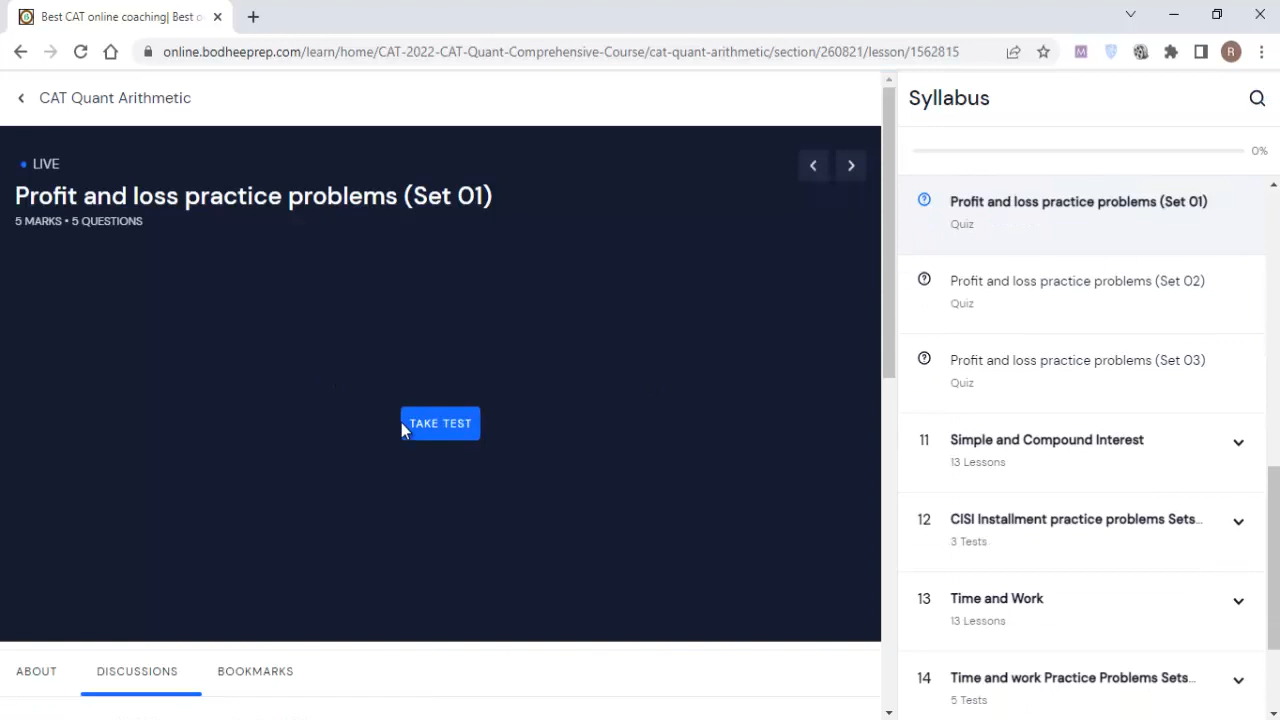 Best CAT online coaching| Best o
online.bodheeprep.com/learn/home/CAT-2022-CAT-Quant-Comprehensive-Course/cat-quant-arithmetic/section/260821/lesson/1562815
R
CAT Quant Arithmetic
LIVE
Profit and loss practice problems (Set 01)
5 MARKS • 5 QUESTIONS
TAKE TEST
ABOUT
DISCUSSIONS
BOOKMARKS
Syllabus
0%
Profit and loss practice problems (Set 01)
Quiz
Profit and loss practice problems (Set 02)
Quiz
Profit and loss practice problems (Set 03)
Quiz
11 Simple and Compound Interest
13 Lessons
12 CISI Installment practice problems Sets...
3 Tests
13 Time and Work
13 Lessons
14 Time and work Practice Problems Sets...
5 Tests